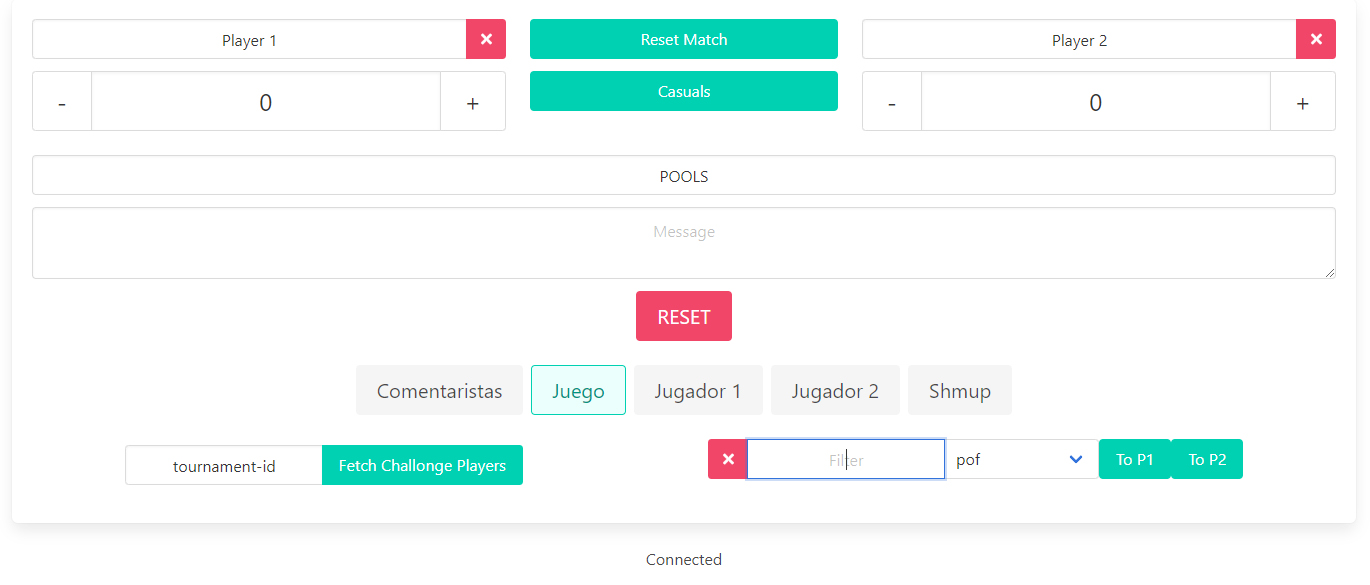 Player 1
Reset Match
Player 2
Casuals
- 0 +
- 0 +
POOLS
Message
RESET
Comentaristas
Juego
Jugador 1
Jugador 2
Shmup
tournament-id
Fetch Challonge Players
Filter
pof
To P1
To P2
Connected